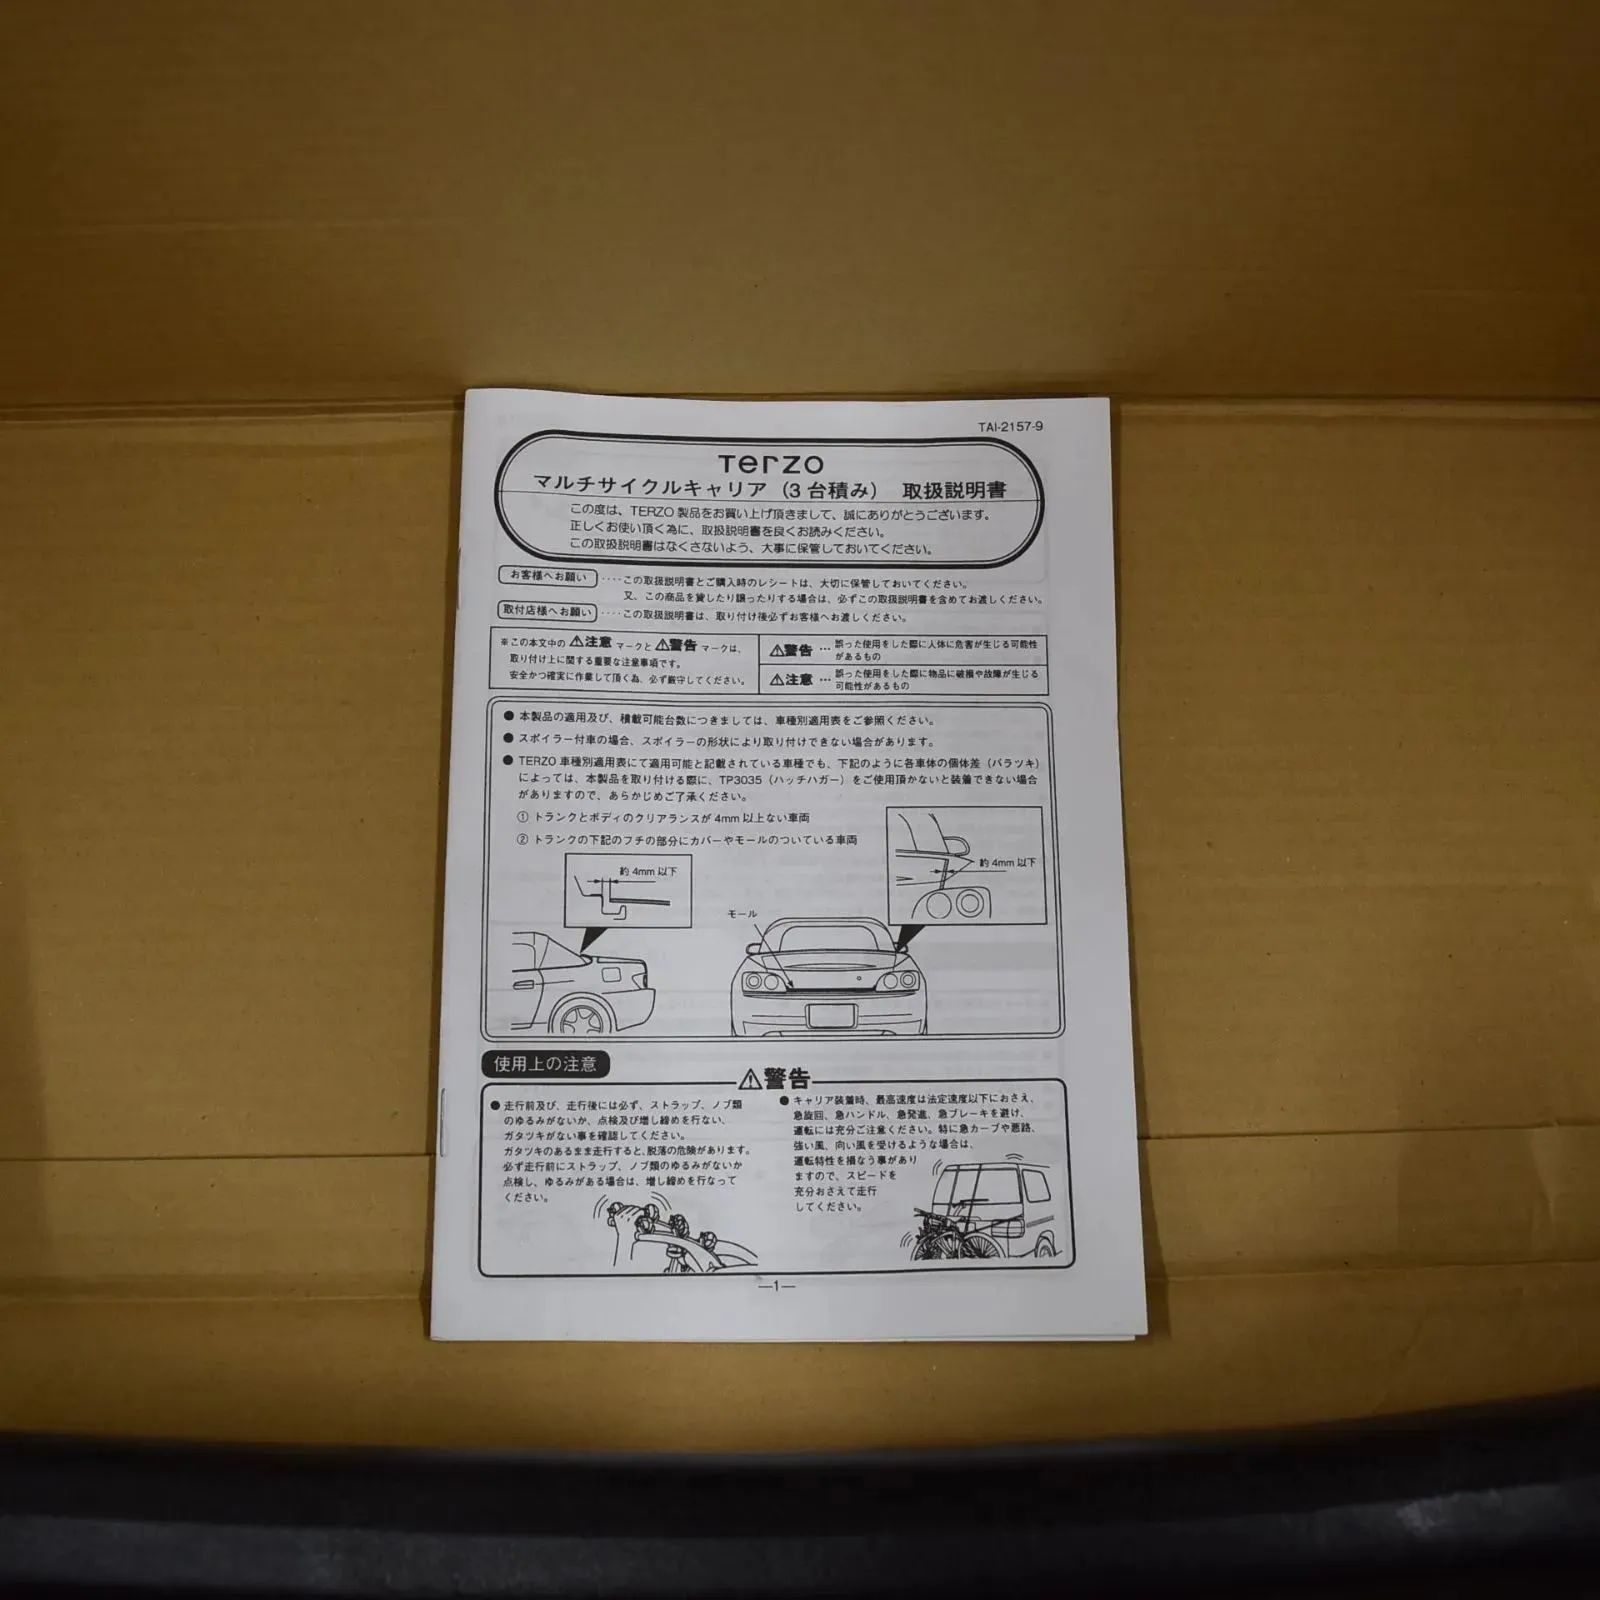 TAI-2157-9
TERZO
マルチサイクルキャリア（3台積み） 取扱説明書
この度は、TERZO製品をお買い上げ頂きまして、誠にありがとうございます。
正しくお使い頂く為に、取扱説明書を良くお読みください。
この取扱説明書はなくさないよう、大事に保管しておいてください。
お客様へお願い ‥‥この取扱説明書とご購入時のレシートは、大切に保管しておいてください。
又、この商品を貸したり譲ったりする場合は、必ずこの取扱説明書を含めてお渡しください。
取付店様へお願い ‥‥この取扱説明書は、取り付け後必ずお客様へお渡しください。
※この本文中の ⚠注意 マークと ⚠警告 マークは、
取り付け上に関する重要な注意事項です。
安全かつ確実に作業して頂く為、必ず厳守してください。
⚠警告 … 誤った使用をした際に人体に危害が生じる可能性
があるもの
⚠注意 … 誤った使用をした際に物品に破損や故障が生じる
可能性があるもの
● 本製品の適用及び、積載可能台数につきましては、車種別適用表をご参照ください。
● スポイラー付車の場合、スポイラーの形状により取り付けできない場合があります。
● TERZO車種別適用表にて適用可能と記載されている車種でも、下記のように各車体の個体差（バラツキ）
によっては、本製品を取り付ける際に、TP3035（ハッチハガー）をご使用頂かないと装着できない場合
がありますので、あらかじめご了承ください。
① トランクとボディのクリアランスが4mm以上ない車両
② トランクの下記のフチの部分にカバーやモールのついている車両
約4mm以下
約4mm以下
モール
使用上の注意
⚠警告
● 走行前及び、走行後には必ず、ストラップ、ノブ類
のゆるみがないか、点検及び増し締めを行ない、
ガタツキがない事を確認してください。
ガタツキのあるまま走行すると、脱落の危険があります。
必ず走行前にストラップ、ノブ類のゆるみがないか
点検し、ゆるみがある場合は、増し締めを行なって
ください。
● キャリア装着時、最高速度は法定速度以下におさえ、
急旋回、急ハンドル、急発進、急ブレーキを避け、
運転には充分ご注意ください。特に急カーブや悪路、
強い風、向い風を受けるような場合は、
運転特性を損なう事があり
ますので、スピードを
充分おさえて走行
してください。
—1—